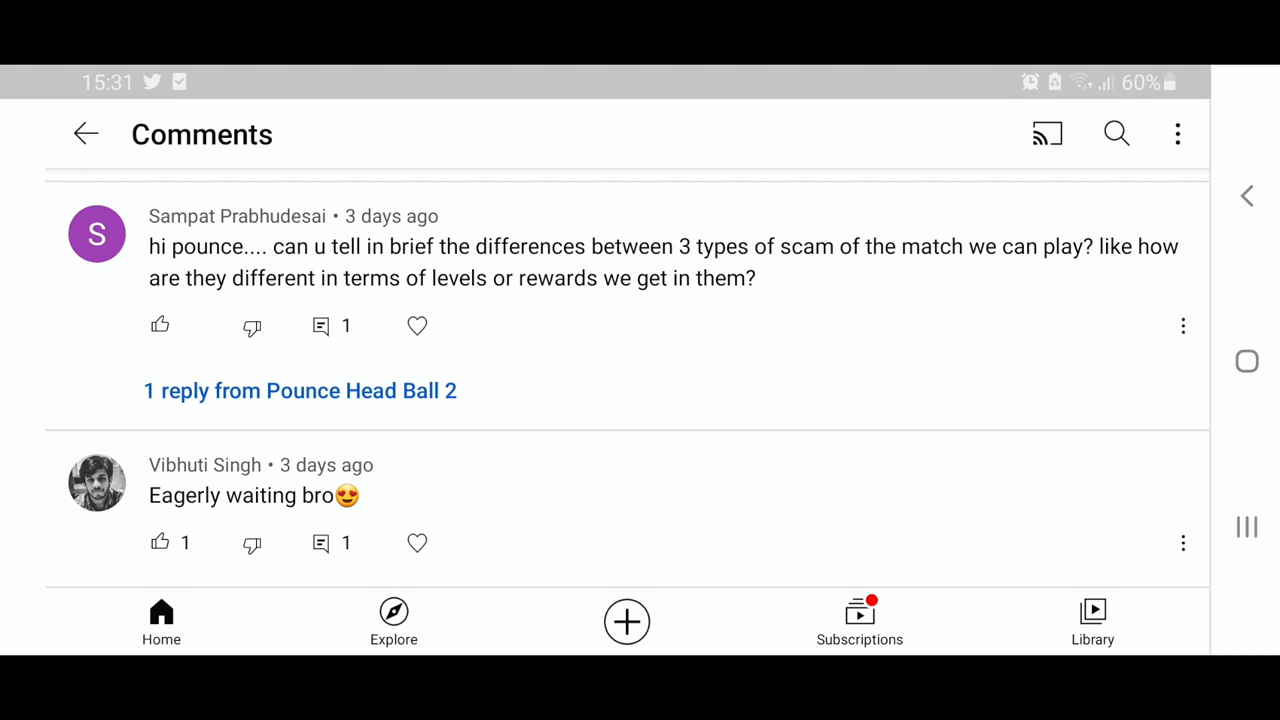 15:31 60%
Comments
Sampat Prabhudesai • 3 days ago
hi pounce.... can u tell in brief the differences between 3 types of scam of the match we can play? like how
are they different in terms of levels or rewards we get in them?
1
1 reply from Pounce Head Ball 2
Vibhuti Singh • 3 days ago
Eagerly waiting bro😍
1 1
Home Explore Subscriptions Library
S